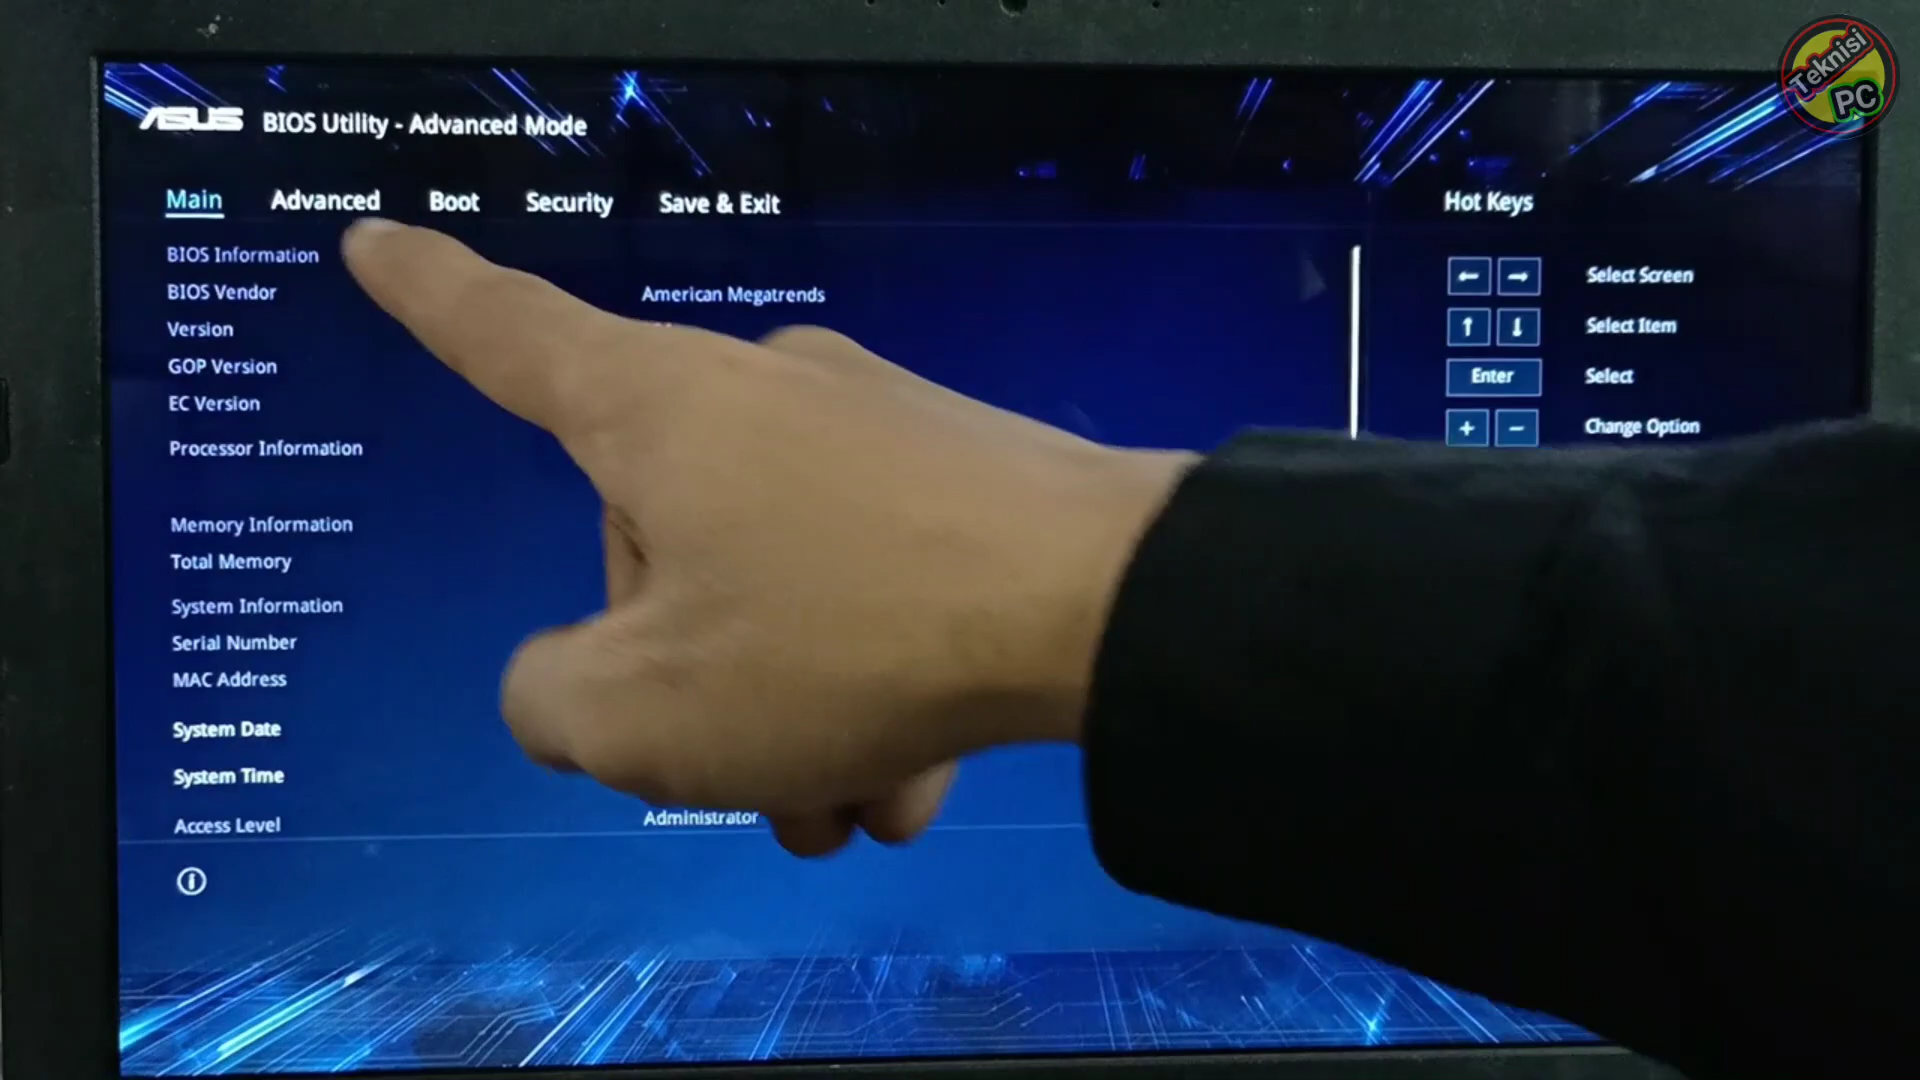 Teknisi
PC
ASUS BIOS Utility - Advanced Mode
Main Advanced Boot Security Save & Exit
Hot Keys
BIOS Information
BIOS Vendor American Megatrends
Version
GOP Version
EC Version
Processor Information
Memory Information
Total Memory
System Information
Serial Number
MAC Address
System Date
System Time
Access Level Administrator
← → Select Screen
↑ ↓ Select Item
Enter Select
+ - Change Option